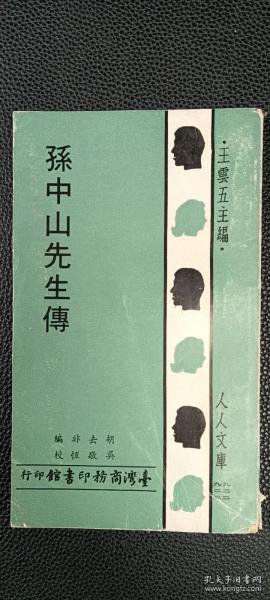 孫中山先生傳
胡去非編
吳敬恆校
臺灣商務印書館印行
·王雲五主編·
人人文庫
孔夫子旧书网